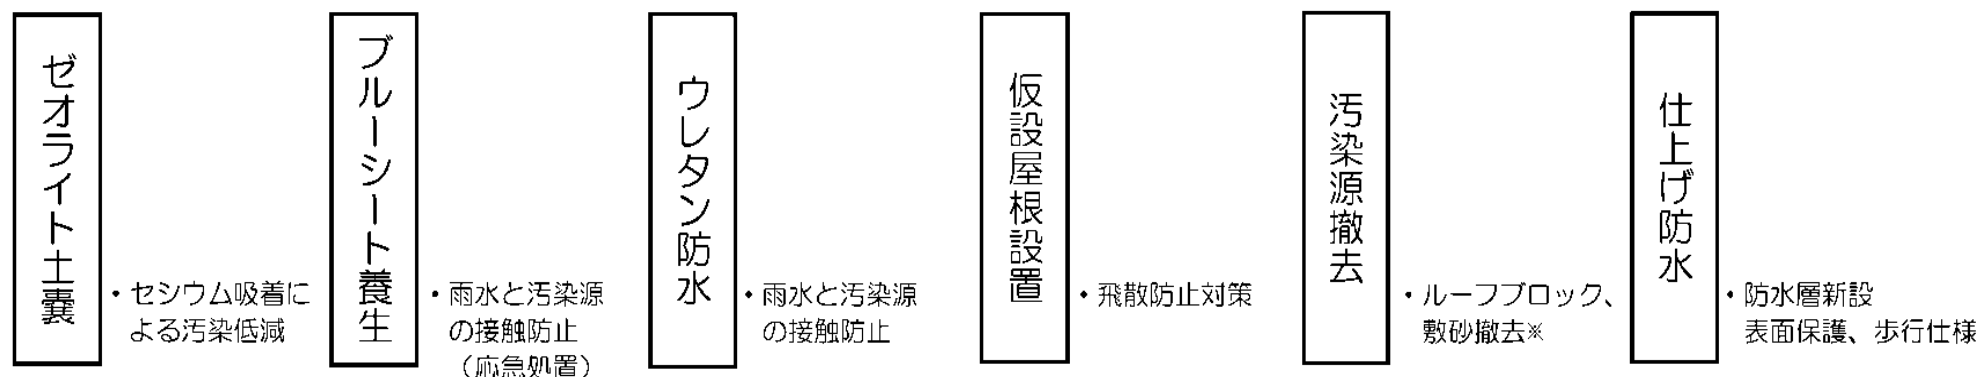 ゼオライト土嚢
・セシウム吸着に
よる汚染低減
ブルーシート養生
・雨水と汚染源
の接触防止
（応急処置）
ウレタン防水
・雨水と汚染源
の接触防止
仮設屋根設置
・飛散防止対策
汚染源撤去
・ルーフブロック、
敷砂撤去※
仕上げ防水
・防水層新設
表面保護、歩行仕様